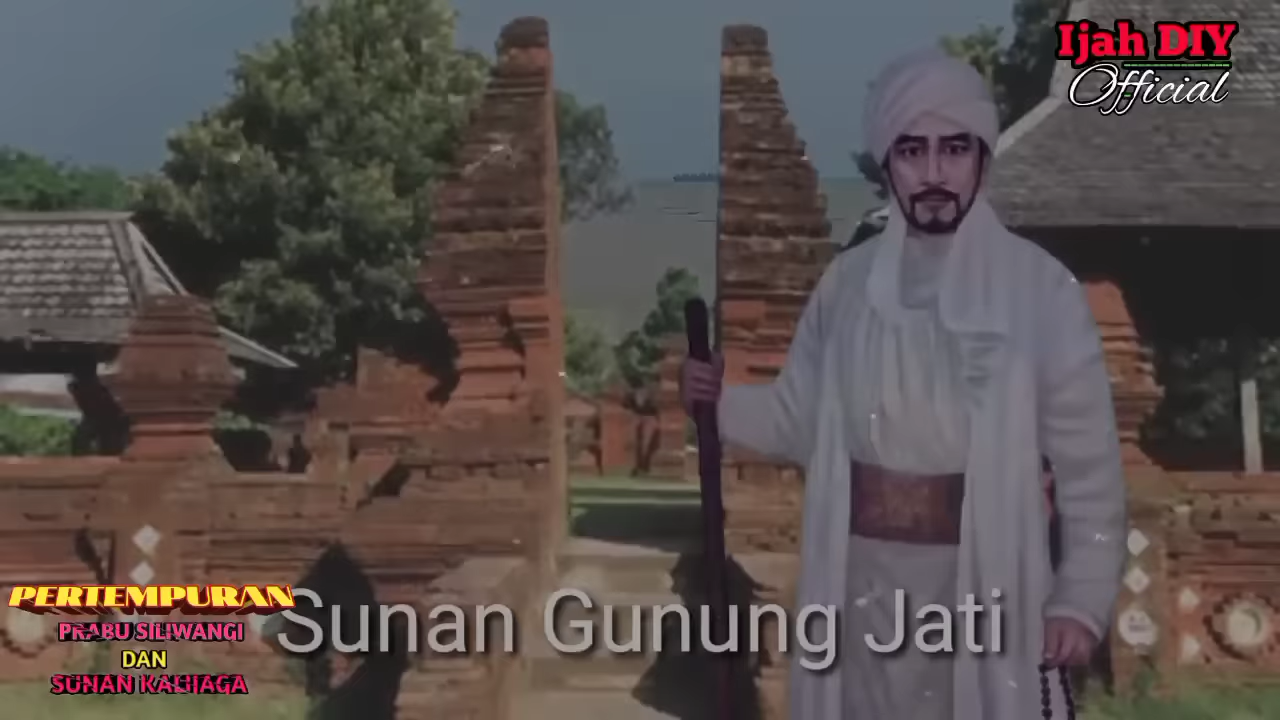 Ijah DIY
Official
Sunan Gunung Jati
PERTEMPURAN
PRABU SILIWANGI
DAN
SUNAN KALIJAGA